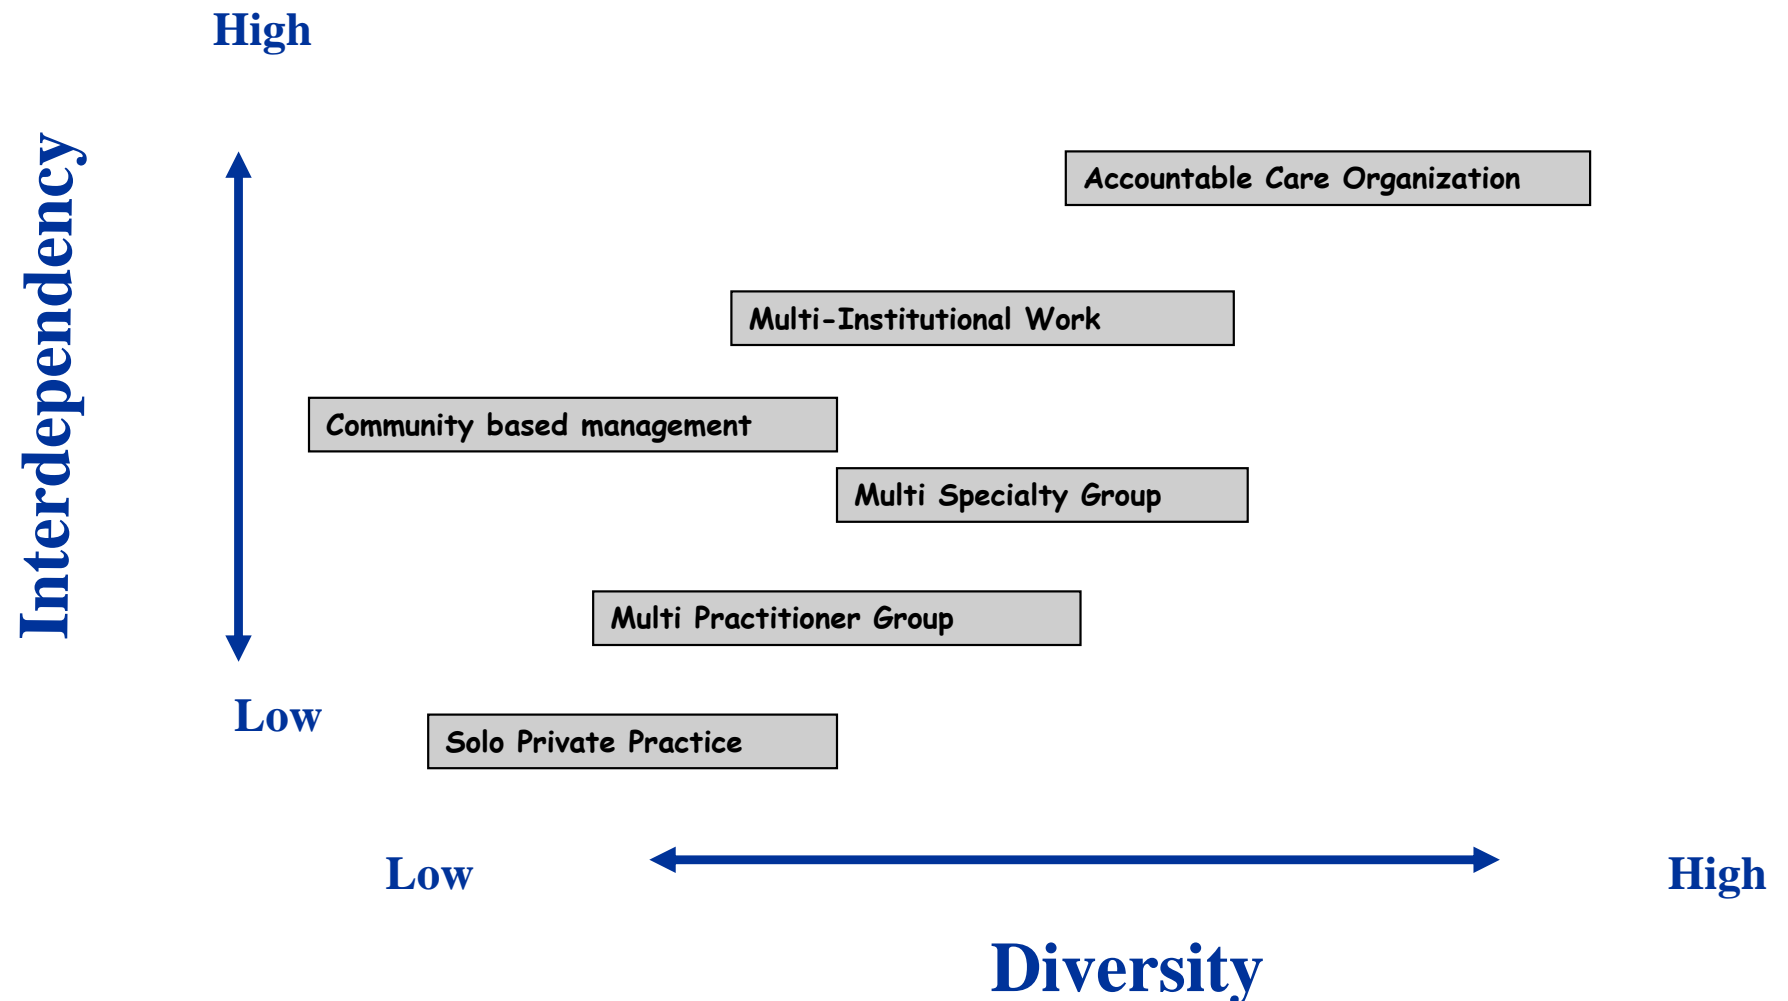 High
Interdependency
Accountable Care Organization
Multi-Institutional Work
Community based management
Multi Specialty Group
Multi Practitioner Group
Low
Solo Private Practice
Low
High
Diversity